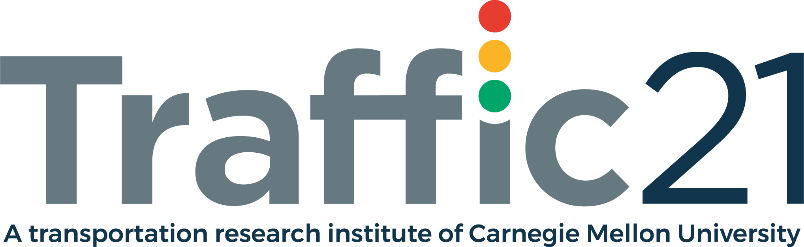 Traffic21
A transportation research institute of Carnegie Mellon University